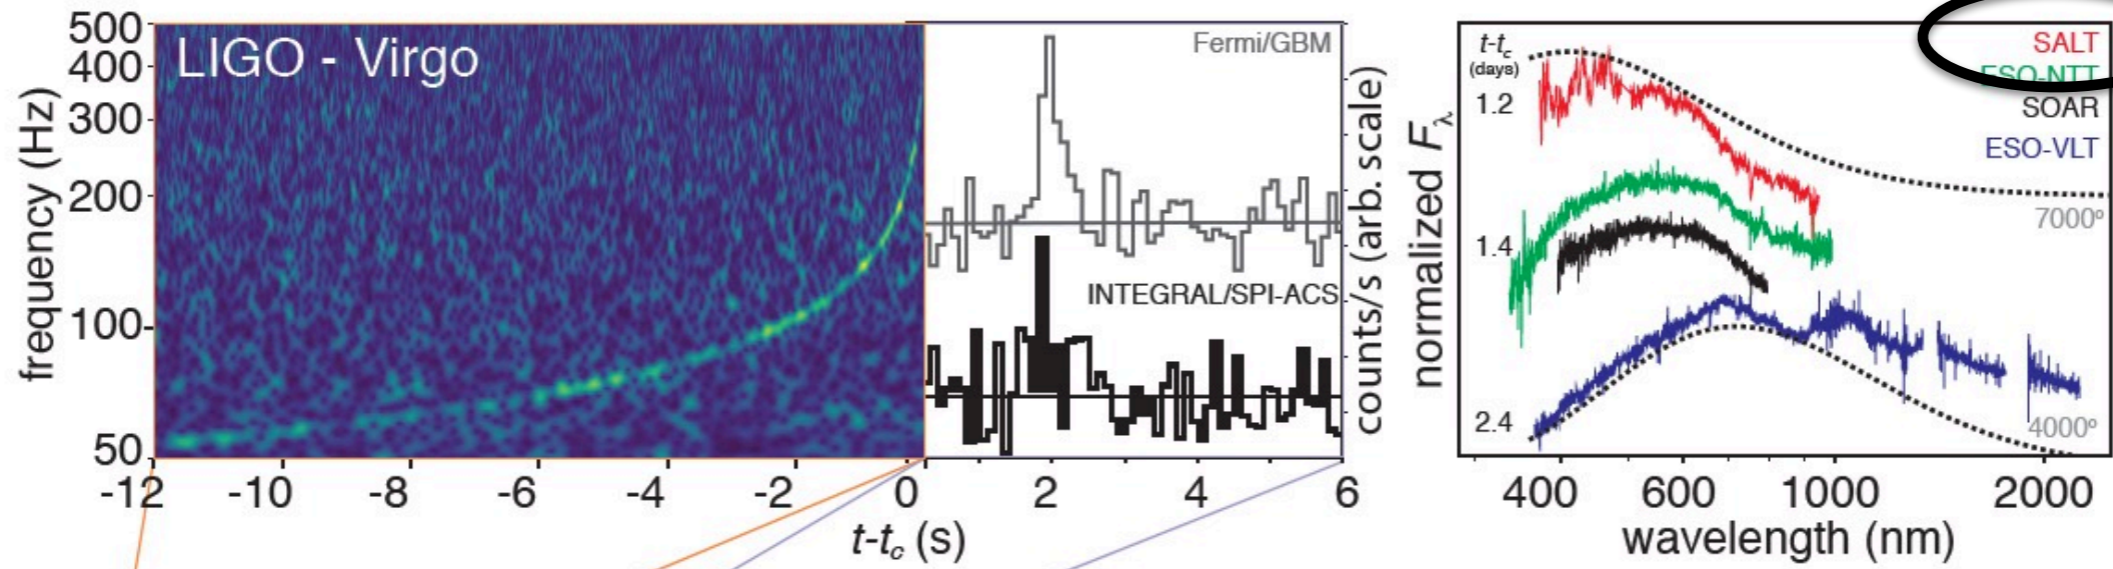 500
400
300
200
100
50
frequency (Hz)
LIGO - Virgo
-12 -10 -8 -6 -4 -2 0 2 4 6
t-tc (s)
Fermi/GBM
INTEGRAL/SPI-ACS
counts/s (arb. scale)
normalized Fλ
t-tc
(days)
1.2
1.4
2.4
SALT
ESO-NTT
SOAR
ESO-VLT
7000°
4000°
400 600 1000 2000
wavelength (nm)